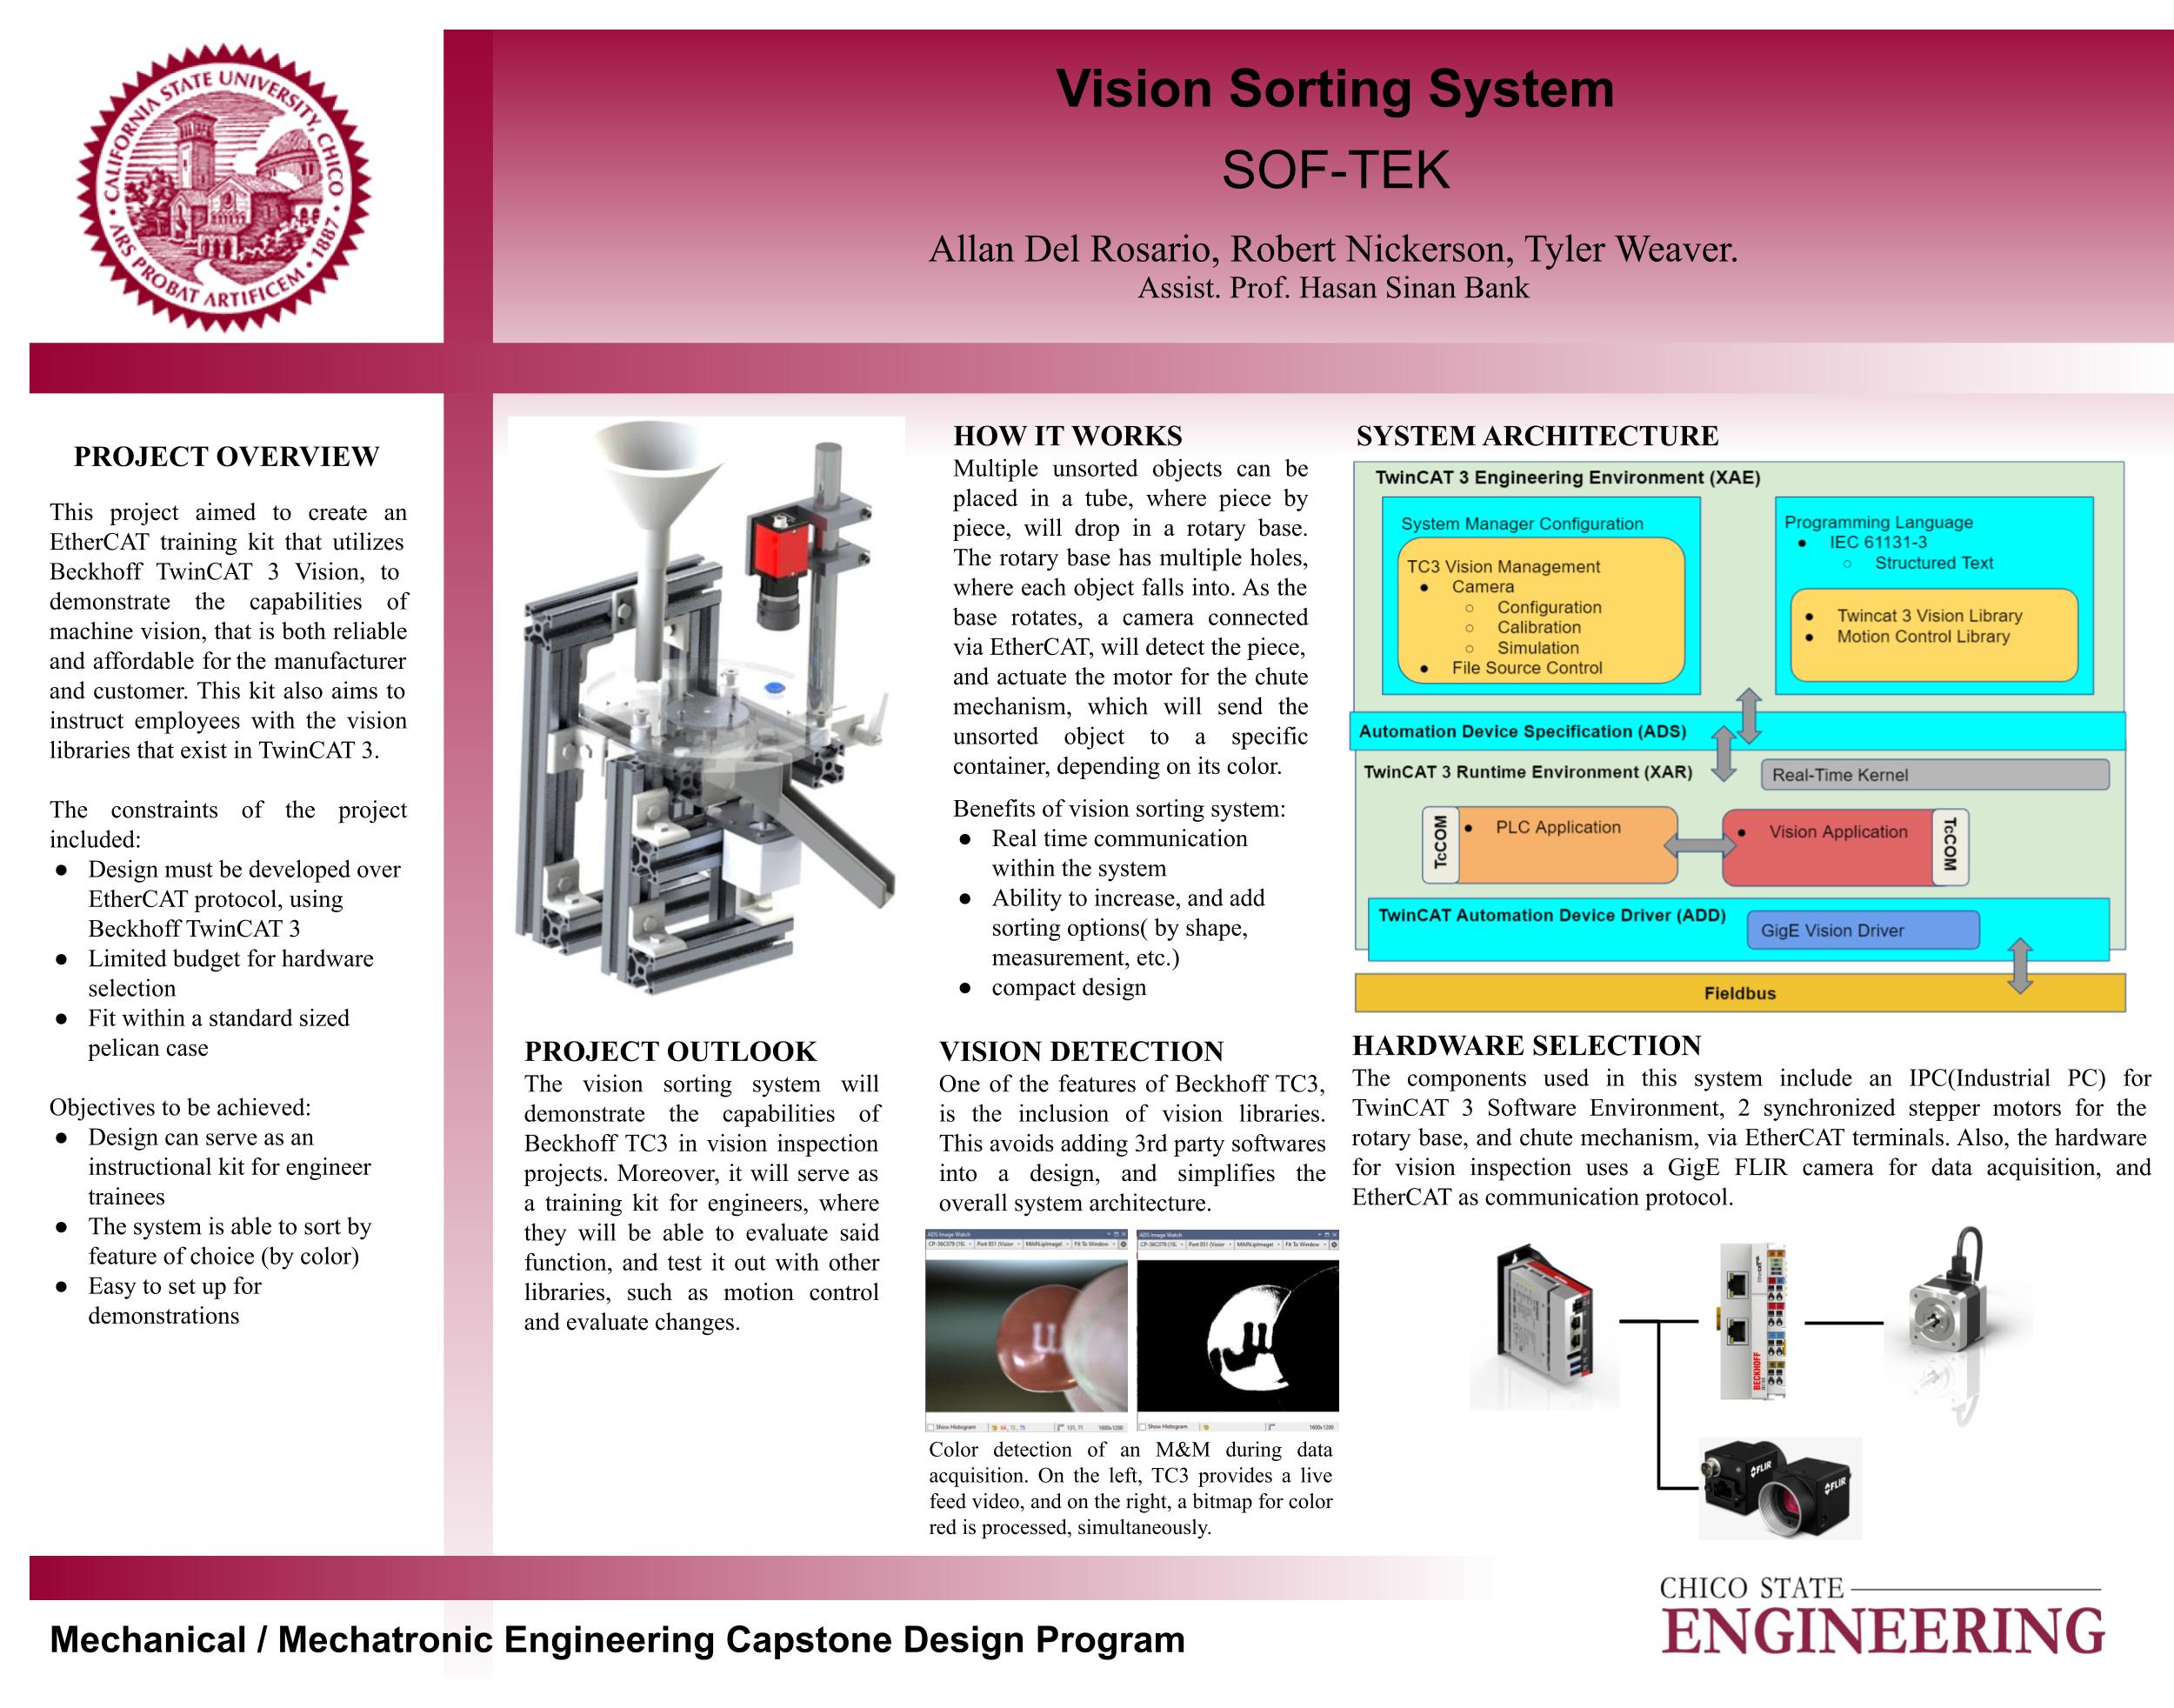 CALIFORNIA STATE UNIVERSITY, CHICO
ARS PROBAT ARTIFICEM • 1887 •
Vision Sorting System
SOF-TEK
Allan Del Rosario, Robert Nickerson, Tyler Weaver.
Assist. Prof. Hasan Sinan Bank
PROJECT OVERVIEW
This project aimed to create an
EtherCAT training kit that utilizes
Beckhoff TwinCAT 3 Vision, to
demonstrate the capabilities of
machine vision, that is both reliable
and affordable for the manufacturer
and customer. This kit also aims to
instruct employees with the vision
libraries that exist in TwinCAT 3.
The constraints of the project
included:
● Design must be developed over
EtherCAT protocol, using
Beckhoff TwinCAT 3
● Limited budget for hardware
selection
● Fit within a standard sized
pelican case
Objectives to be achieved:
● Design can serve as an
instructional kit for engineer
trainees
● The system is able to sort by
feature of choice (by color)
● Easy to set up for
demonstrations
PROJECT OUTLOOK
The vision sorting system will
demonstrate the capabilities of
Beckhoff TC3 in vision inspection
projects. Moreover, it will serve as
a training kit for engineers, where
they will be able to evaluate said
function, and test it out with other
libraries, such as motion control
and evaluate changes.
HOW IT WORKS
Multiple unsorted objects can be
placed in a tube, where piece by
piece, will drop in a rotary base.
The rotary base has multiple holes,
where each object falls into. As the
base rotates, a camera connected
via EtherCAT, will detect the piece,
and actuate the motor for the chute
mechanism, which will send the
unsorted object to a specific
container, depending on its color.
Benefits of vision sorting system:
● Real time communication
within the system
● Ability to increase, and add
sorting options( by shape,
measurement, etc.)
● compact design
VISION DETECTION
One of the features of Beckhoff TC3,
is the inclusion of vision libraries.
This avoids adding 3rd party softwares
into a design, and simplifies the
overall system architecture.
ADS Image Watch
Fit To Window
Show Histogram
64, 72, 75
1600x1200
ADS Image Watch
Fit To Window
Show Histogram
1600x1200
Color detection of an M&M during data
acquisition. On the left, TC3 provides a live
feed video, and on the right, a bitmap for color
red is processed, simultaneously.
SYSTEM ARCHITECTURE
TwinCAT 3 Engineering Environment (XAE)
System Manager Configuration
TC3 Vision Management
● Camera
○ Configuration
○ Calibration
○ Simulation
● File Source Control
Programming Language
● IEC 61131-3
○ Structured Text
● Twincat 3 Vision Library
● Motion Control Library
Automation Device Specification (ADS)
TwinCAT 3 Runtime Environment (XAR)
Real-Time Kernel
TcCOM
● PLC Application
● Vision Application
TcCOM
TwinCAT Automation Device Driver (ADD)
GigE Vision Driver
Fieldbus
HARDWARE SELECTION
The components used in this system include an IPC(Industrial PC) for
TwinCAT 3 Software Environment, 2 synchronized stepper motors for the
rotary base, and chute mechanism, via EtherCAT terminals. Also, the hardware
for vision inspection uses a GigE FLIR camera for data acquisition, and
EtherCAT as communication protocol.
BECKHOFF
FLIR
FLIR
Mechanical / Mechatronic Engineering Capstone Design Program
CHICO STATE
ENGINEERING